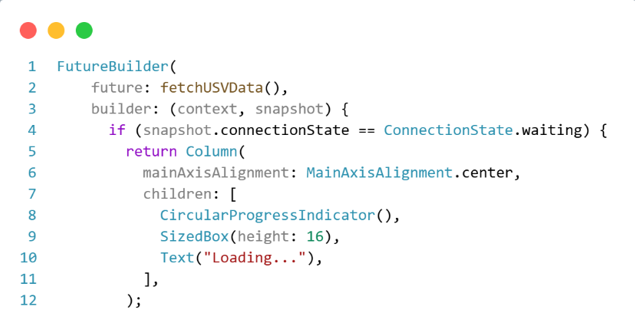 1 FutureBuilder(
2     future: fetchUSVData(),
3     builder: (context, snapshot) {
4       if (snapshot.connectionState == ConnectionState.waiting) {
5         return Column(
6           mainAxisAlignment: MainAxisAlignment.center,
7           children: [
8             CircularProgressIndicator(),
9             SizedBox(height: 16),
10             Text("Loading..."),
11           ],
12         );